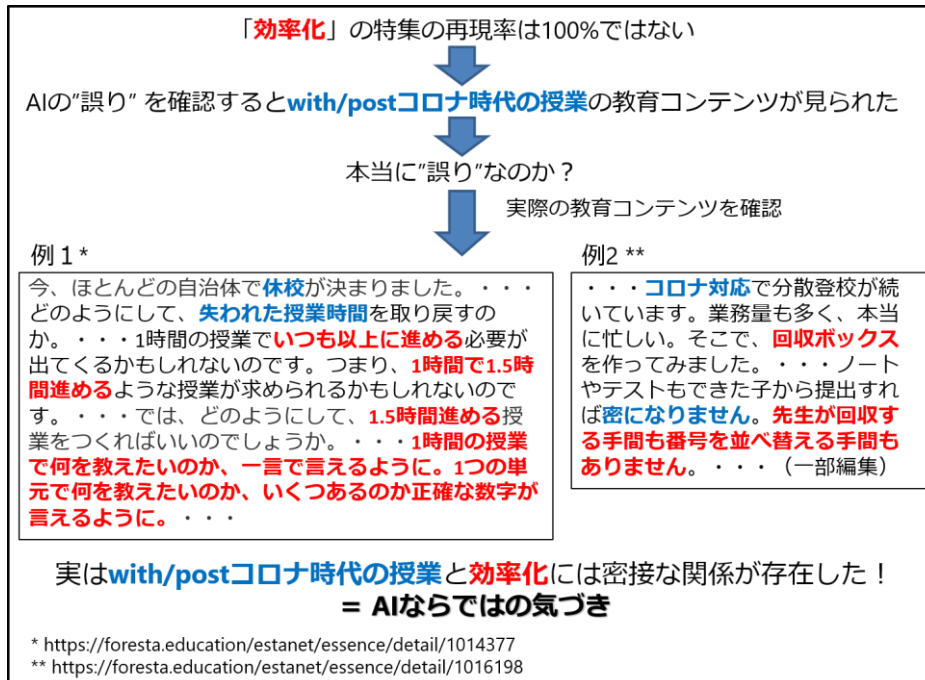 「効率化」の特集の再現率は100%ではない
AIの”誤り” を確認するとwith/postコロナ時代の授業の教育コンテンツが見られた
本当に”誤り”なのか？
実際の教育コンテンツを確認
例１*
今、ほとんどの自治体で休校が決まりました。・・・
どのようにして、失われた授業時間を取り戻すの
か。・・・1時間の授業でいつも以上に進める必要が
出てくるかもしれないのです。つまり、1時間で1.5時
間進めるような授業が求められるかもしれないので
す。・・・では、どのようにして、1.5時間進める授
業をつくればいいのでしょうか。・・・1時間の授業
で何を教えたいのか、一言で言えるように。1つの単
元で何を教えたいのか、いくつあるのか正確な数字が
言えるように。・・・
例2 **
・・・コロナ対応で分散登校が続
いています。業務量も多く、本当
に忙しい。そこで、回収ボックス
を作ってみました。・・・ノート
やテストもできた子から提出すれ
ば密になりません。先生が回収す
る手間も番号を並べ替える手間も
ありません。・・・（一部編集）
実はwith/postコロナ時代の授業と効率化には密接な関係が存在した！
= AIならではの気づき
* https://foresta.education/estanet/essence/detail/1014377
** https://foresta.education/estanet/essence/detail/1016198